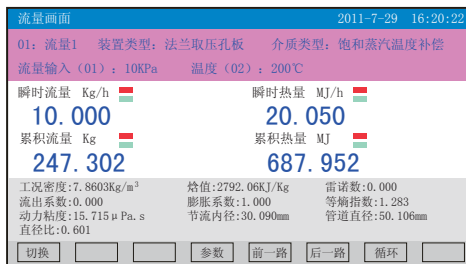 流量画面 2011-7-29 16:20:22
01：流量1 装置类型：法兰取压孔板 介质类型：饱和蒸汽温度补偿
流量输入（01）：10KPa 温度（02）：200℃
瞬时流量 Kg/h 瞬时热量 MJ/h
10.000 20.050
累积流量 Kg 累积热量 MJ
247.302 687.952
工况密度:7.8603Kg/m³ 焓值:2792.06KJ/Kg 雷诺数:0.000
流出系数:0.000 膨胀系数:1.000 等熵指数:1.283
动力粘度:15.715μPa.s 节流内径:30.090mm 管道直径:50.106mm
直径比:0.601
切换 参数 前一路 后一路 循环